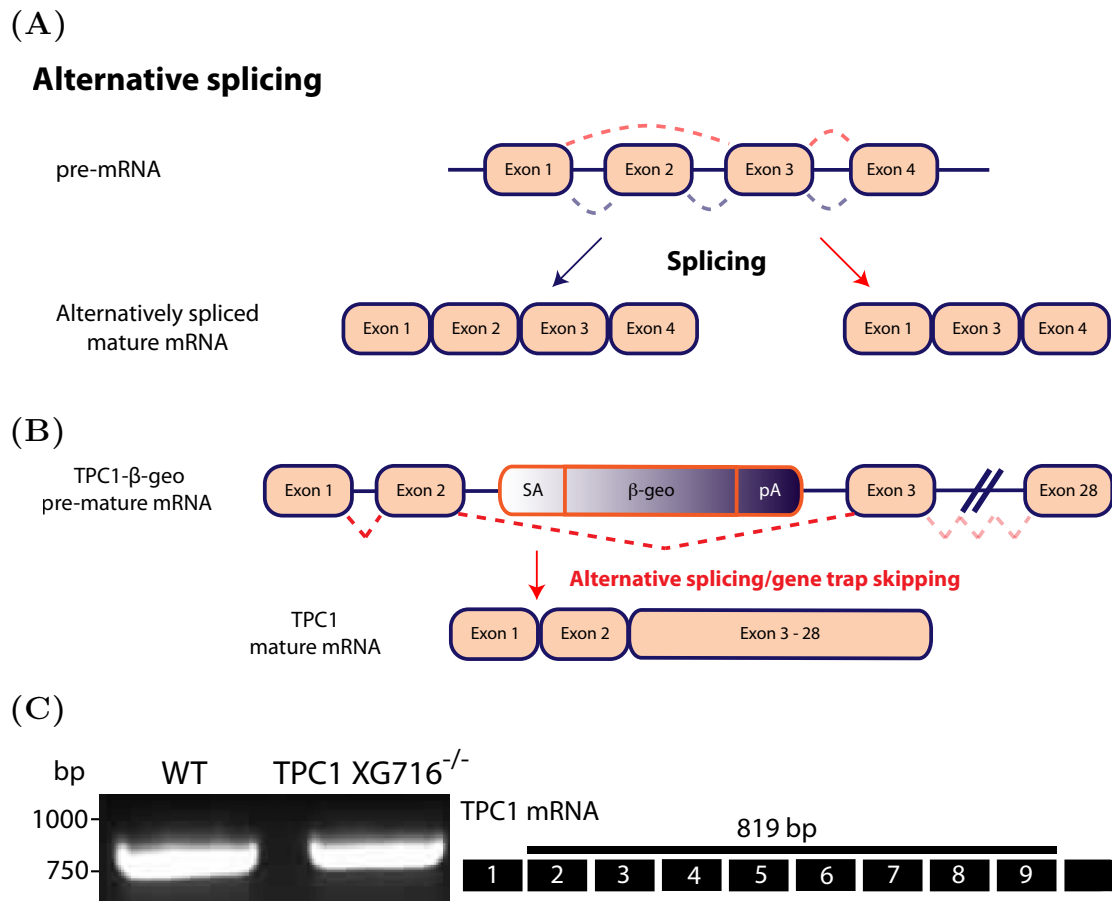 (A)
Alternative splicing
pre-mRNA
Exon 1 Exon 2 Exon 3 Exon 4
Splicing
Alternatively spliced
mature mRNA
Exon 1 Exon 2 Exon 3 Exon 4
Exon 1 Exon 3 Exon 4
(B)
TPC1-β-geo
pre-mature mRNA
Exon 1 Exon 2 SA β-geo pA Exon 3 Exon 28
Alternative splicing/gene trap skipping
TPC1
mature mRNA
Exon 1 Exon 2 Exon 3 - 28
(C)
bp WT TPC1 XG716-/-
1000
750
TPC1 mRNA
819 bp
1 2 3 4 5 6 7 8 9